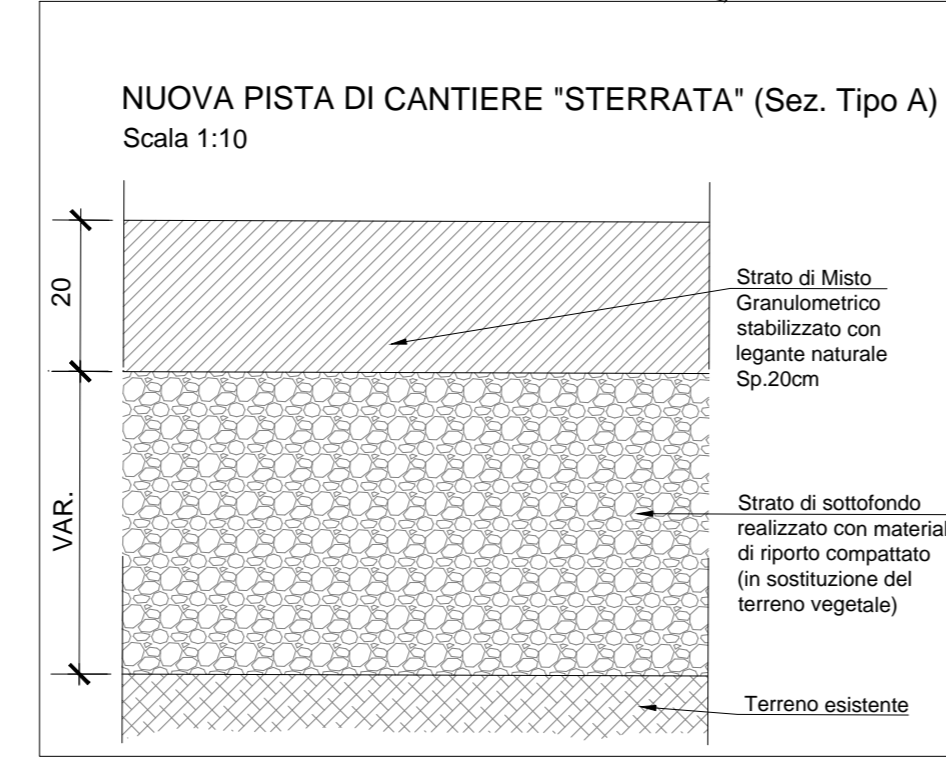 NUOVA PISTA DI CANTIERE "STERRATA" (Sez. Tipo A)
Scala 1:10
20
Strato di Misto
Granulometrico
stabilizzato con
legante naturale
Sp.20cm
VAR.
Strato di sottofondo
realizzato con material
di riporto compattato
(in sostituzione del
terreno vegetale)
Terreno esistente